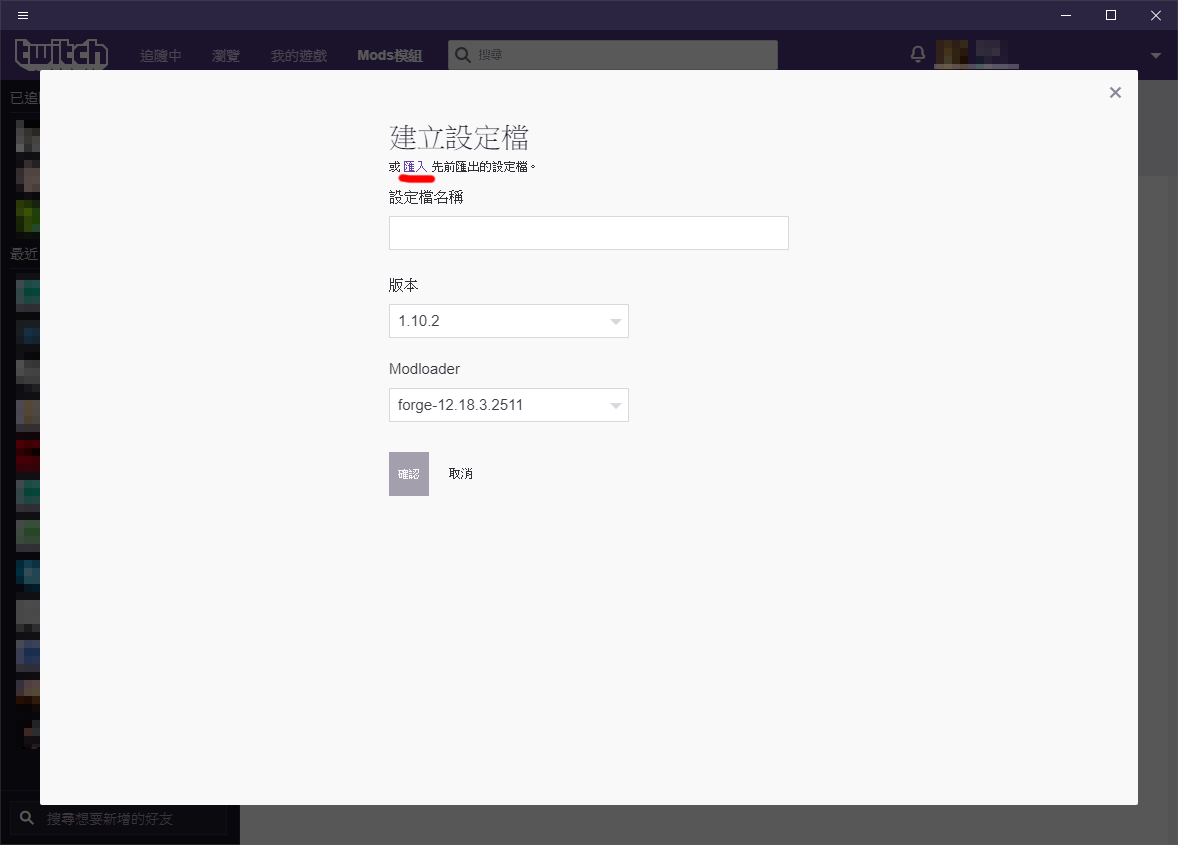 twitch
追隨中
瀏覽
我的遊戲
Mods模組
搜尋
已追
建立設定檔
或 匯入 先前匯出的設定檔。
設定檔名稱
版本
1.10.2
Modloader
forge-12.18.3.2511
確認
取消
最近
搜尋想要新增的好友